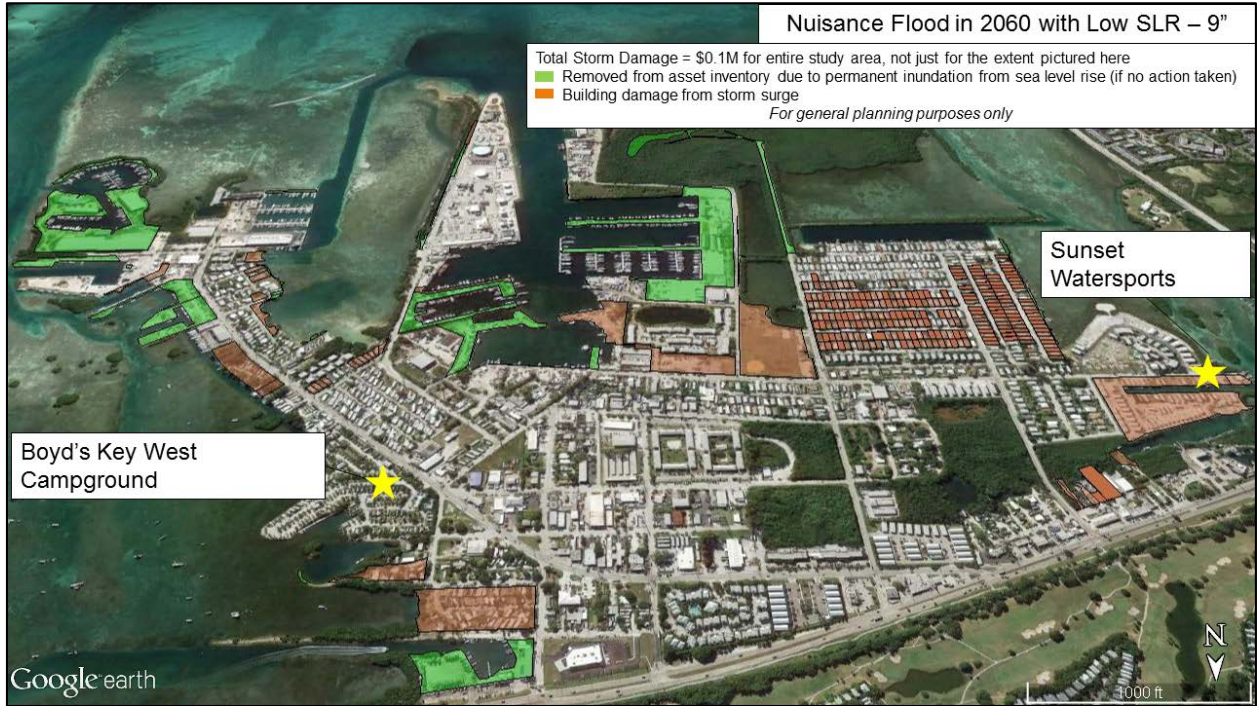 Nuisance Flood in 2060 with Low SLR – 9”
Total Storm Damage = $0.1M for entire study area, not just for the extent pictured here
Removed from asset inventory due to permanent inundation from sea level rise (if no action taken)
Building damage from storm surge
For general planning purposes only
Sunset
Watersports
Boyd’s Key West
Campground
N
Google earth
1000 ft